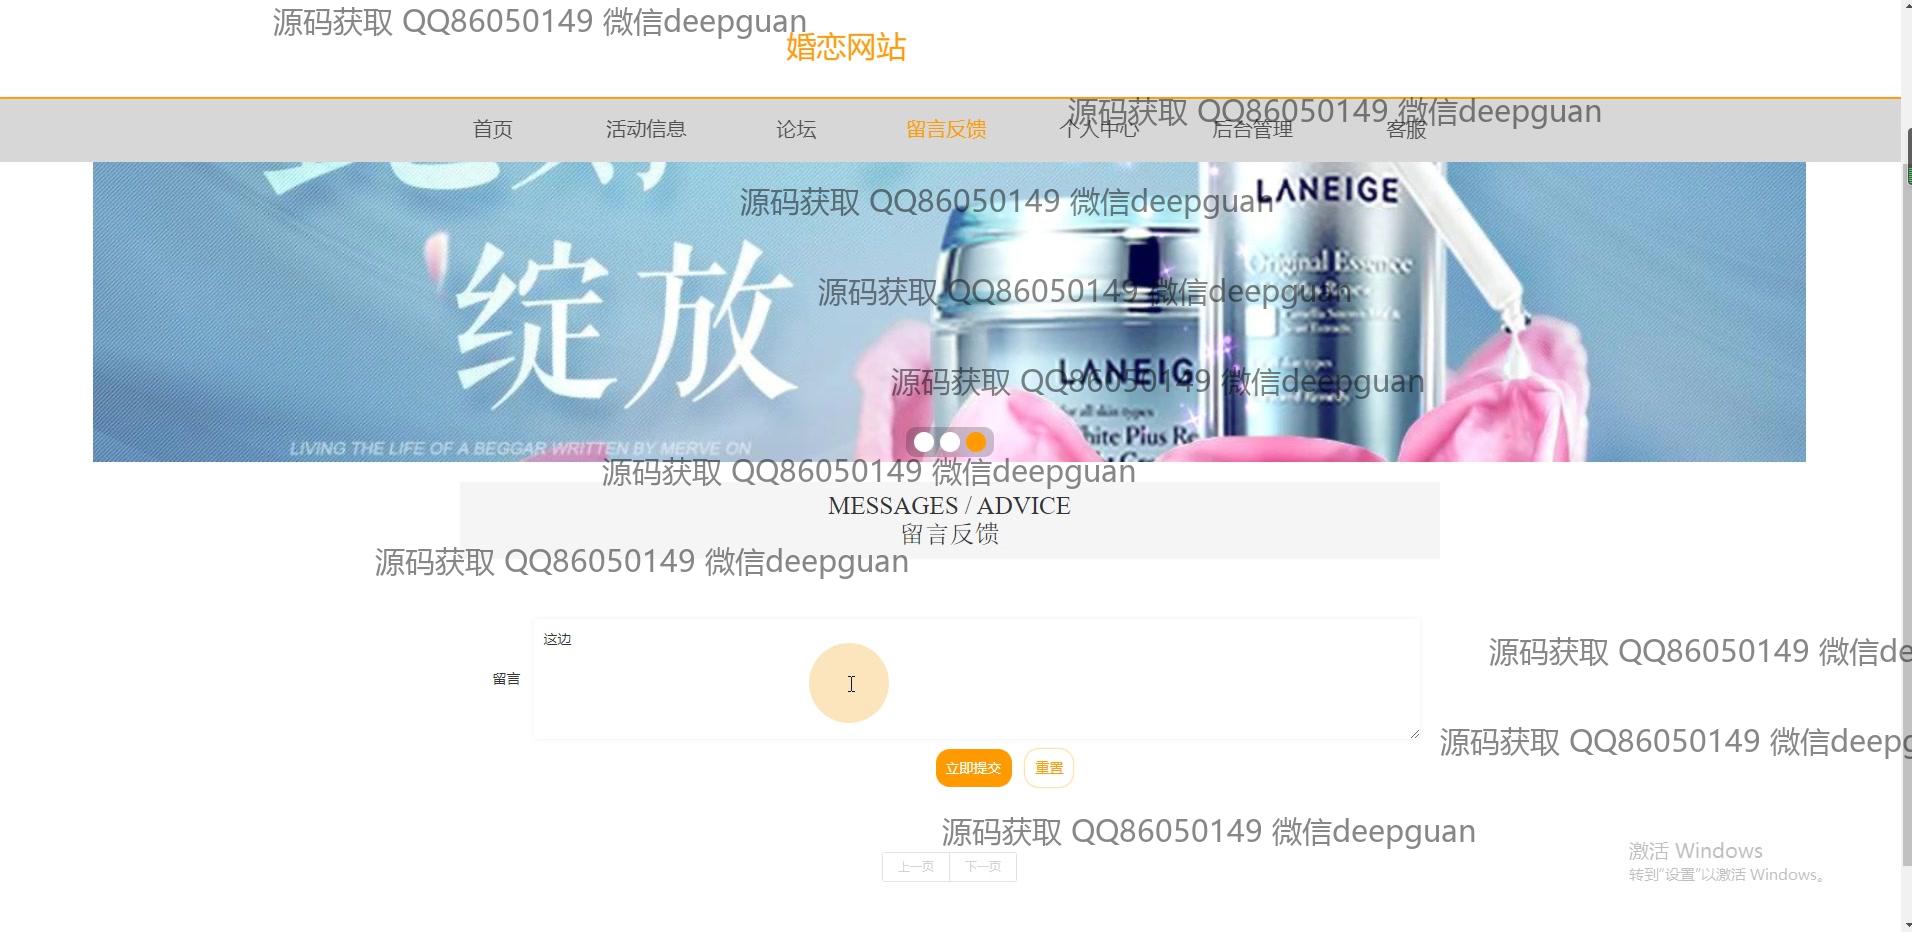 源码获取 QQ86050149 微信deepguan
婚恋网站
源码获取 QQ86050149 微信deepguan
首页 活动信息 论坛 留言反馈 个人中心 后台管理 客服
LANEIGE
源码获取 QQ86050149 微信deepguan
绽放
Original Essence
源码获取 QQ86050149 微信deepguan
LANEIG
源码获取 QQ86050149 微信deepguan
for all skin types
hite Plus Re
LIVING THE LIFE OF A BEGGAR WRITTEN BY MERVE ON
源码获取 QQ86050149 微信deepguan
MESSAGES / ADVICE
留言反馈
源码获取 QQ86050149 微信deepguan
这边
留言
源码获取 QQ86050149 微信de
源码获取 QQ86050149 微信deep
立即提交 重置
源码获取 QQ86050149 微信deepguan
上一页 下一页
激活 Windows
转到“设置”以激活 Windows。